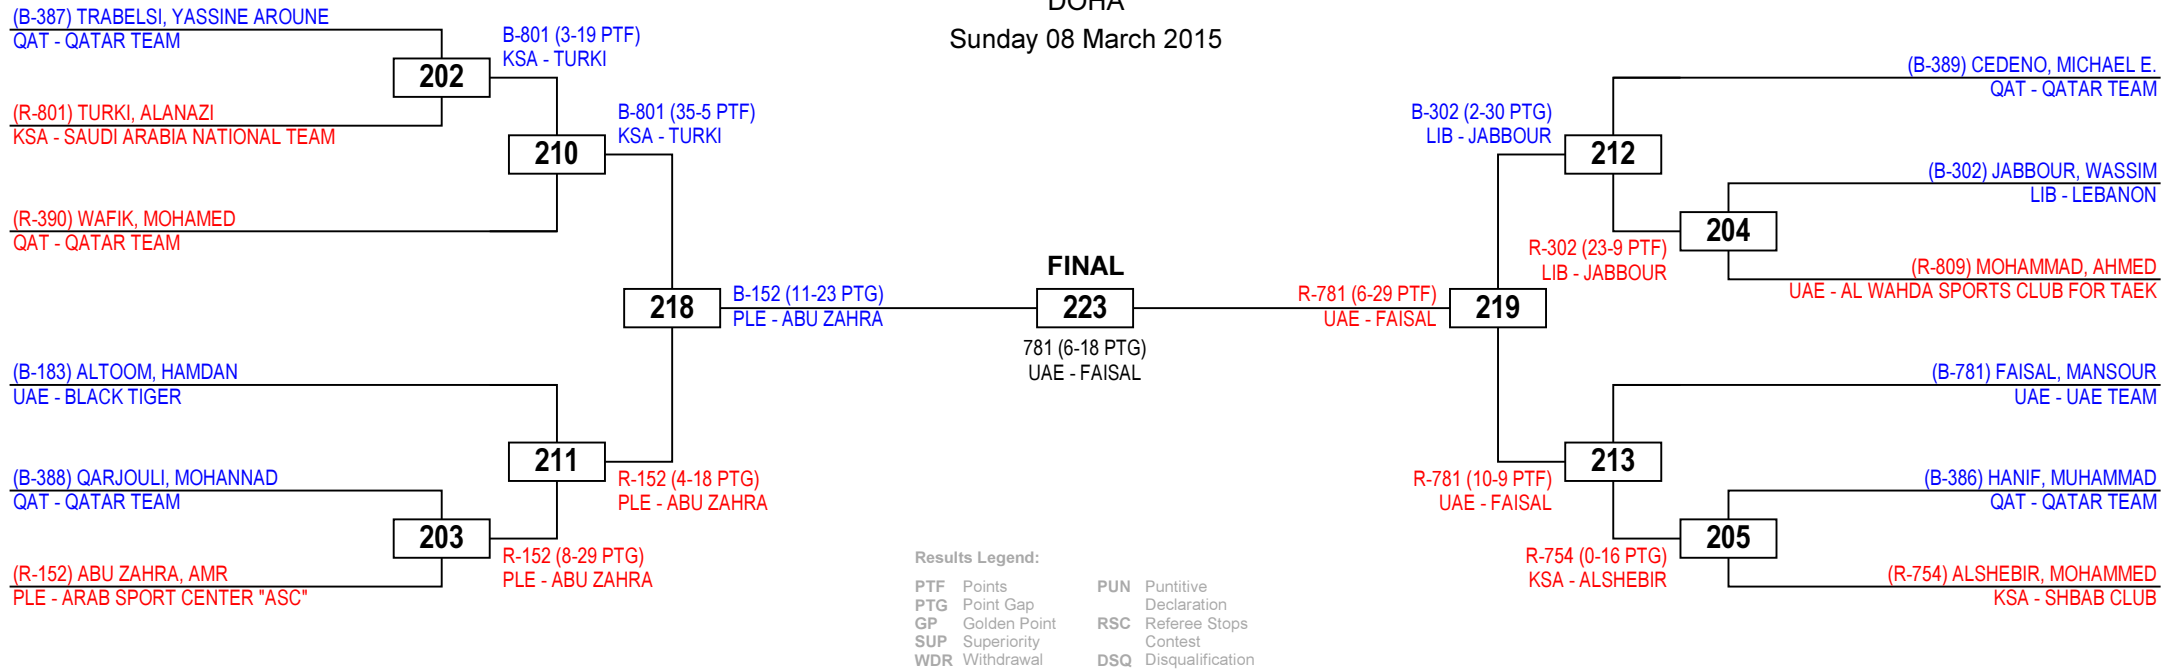 DOHA
Sunday 08 March 2015
(B-387) TRABELSI, YASSINE AROUNE
QAT - QATAR TEAM
B-801 (3-19 PTF)
KSA - TURKI
202
(R-801) TURKI, ALANAZI
KSA - SAUDI ARABIA NATIONAL TEAM
B-801 (35-5 PTF)
KSA - TURKI
210
(R-390) WAFIK, MOHAMED
QAT - QATAR TEAM
218
B-152 (11-23 PTG)
PLE - ABU ZAHRA
(B-183) ALTOOM, HAMDAN
UAE - BLACK TIGER
211
R-152 (4-18 PTG)
PLE - ABU ZAHRA
(B-388) QARJOULI, MOHANNAD
QAT - QATAR TEAM
203
R-152 (8-29 PTG)
PLE - ABU ZAHRA
(R-152) ABU ZAHRA, AMR
PLE - ARAB SPORT CENTER "ASC"
FINAL
223
781 (6-18 PTG)
UAE - FAISAL
(B-389) CEDENO, MICHAEL E.
QAT - QATAR TEAM
B-302 (2-30 PTG)
LIB - JABBOUR
212
(B-302) JABBOUR, WASSIM
LIB - LEBANON
204
R-302 (23-9 PTF)
LIB - JABBOUR
(R-809) MOHAMMAD, AHMED
UAE - AL WAHDA SPORTS CLUB FOR TAEK
R-781 (6-29 PTF)
UAE - FAISAL
219
(B-781) FAISAL, MANSOUR
UAE - UAE TEAM
213
R-781 (10-9 PTF)
UAE - FAISAL
(B-386) HANIF, MUHAMMAD
QAT - QATAR TEAM
205
R-754 (0-16 PTG)
KSA - ALSHEBIR
(R-754) ALSHEBIR, MOHAMMED
KSA - SHBAB CLUB
Results Legend:
PTF Points PUN Puntitive
PTG Point Gap Declaration
GP Golden Point RSC Referee Stops
SUP Superiority Contest
WDR Withdrawal DSQ Disqualification